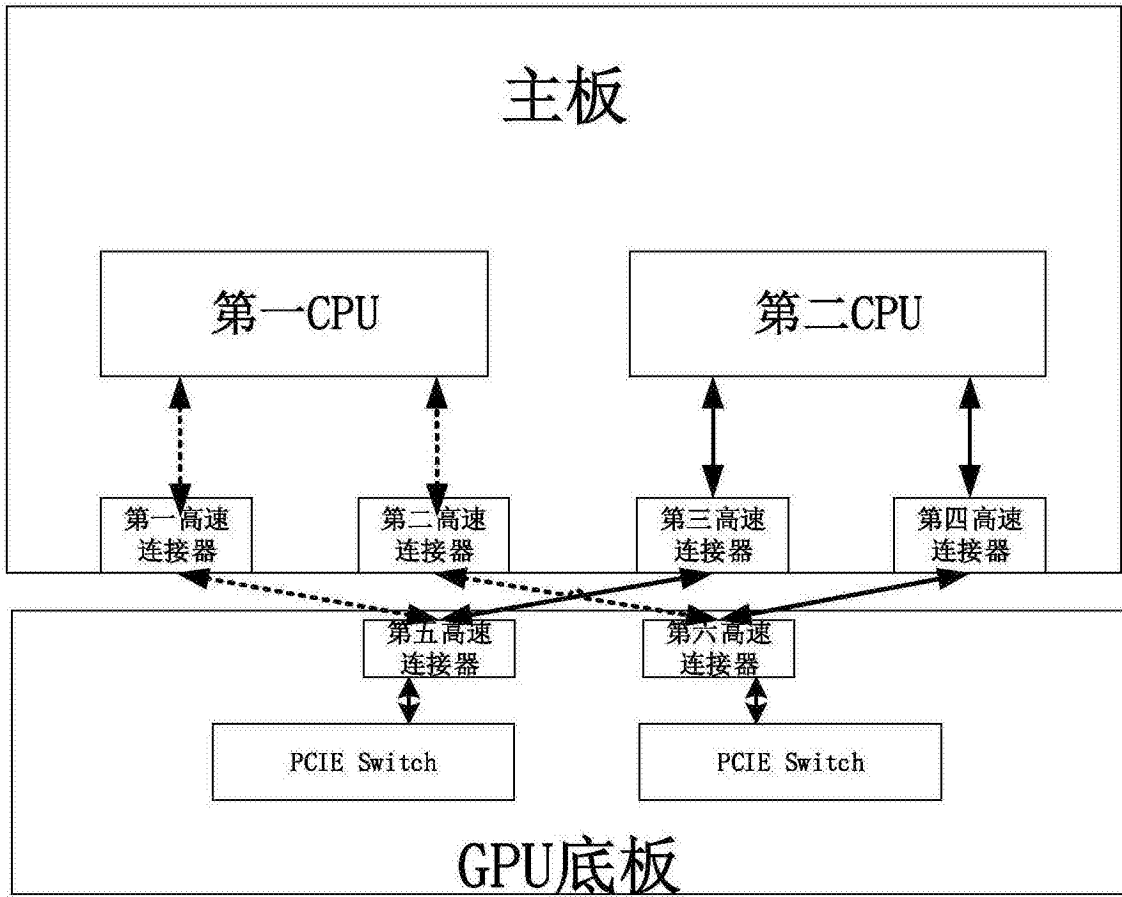 主板
第一CPU
第二CPU
第一高速
连接器
第二高速
连接器
第三高速
连接器
第四高速
连接器
第五高速
连接器
第六高速
连接器
PCIE Switch
PCIE Switch
GPU底板